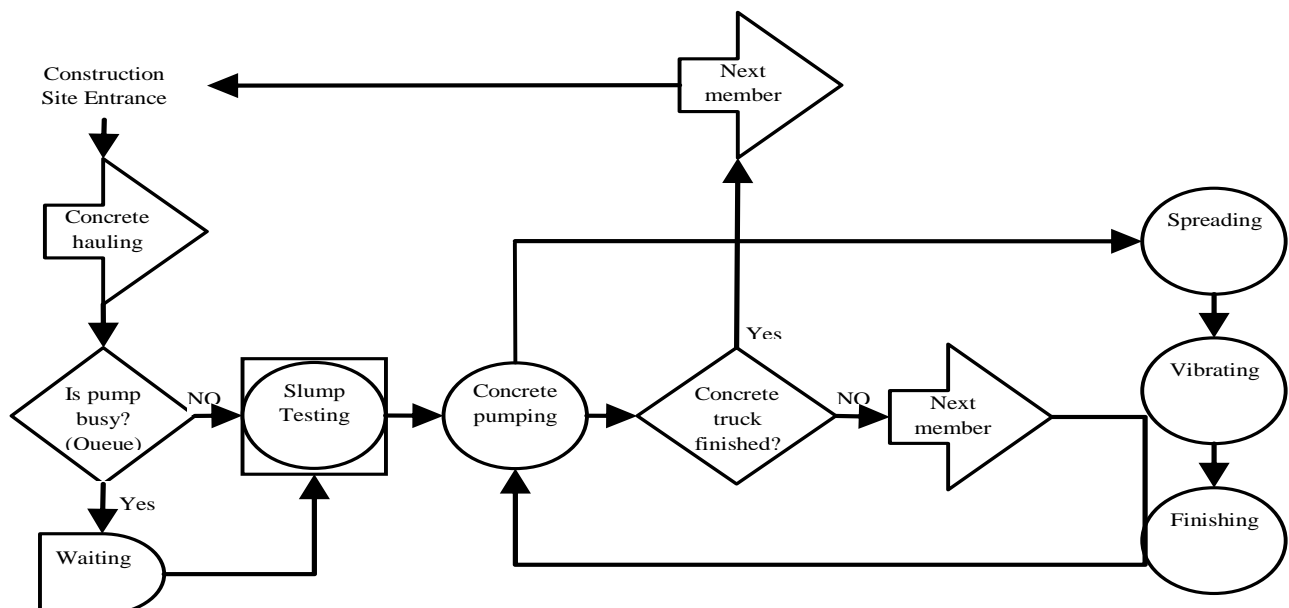 Construction
Site Entrance
Next
member
Concrete
hauling
Spreading
Yes
Is pump
busy?
(Oueue)
NO
Slump
Testing
Concrete
pumping
Concrete
truck
finished?
NO
Next
member
Vibrating
Yes
Waiting
Finishing